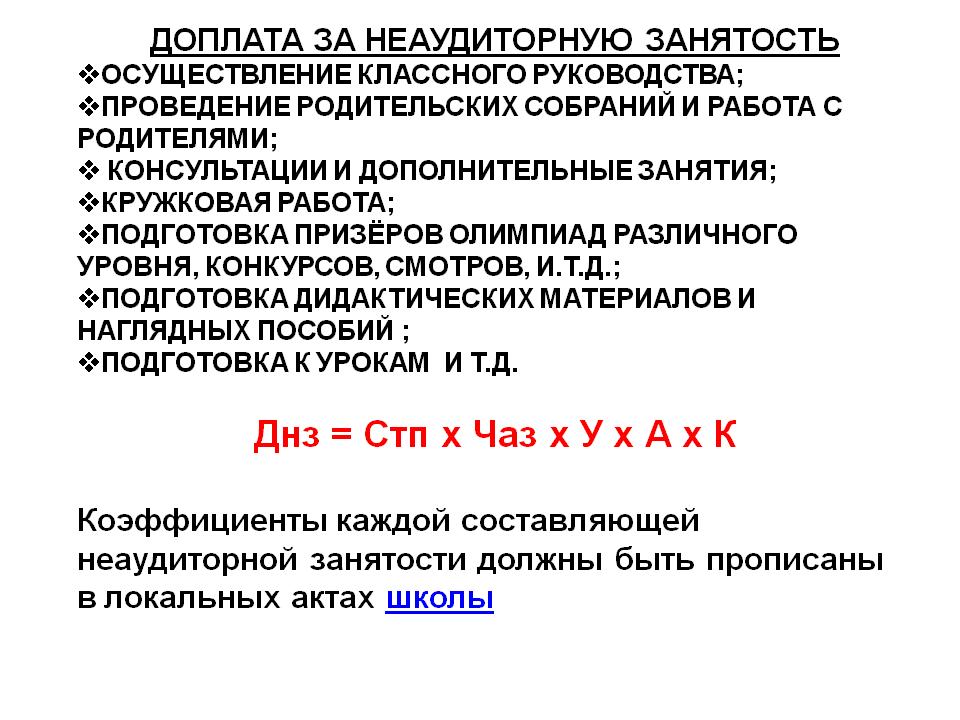 ДОПЛАТА ЗА НЕАУДИТОРНУЮ ЗАНЯТОСТЬ
❖ОСУЩЕСТВЛЕНИЕ КЛАССНОГО РУКОВОДСТВА;
❖ПРОВЕДЕНИЕ РОДИТЕЛЬСКИХ СОБРАНИЙ И РАБОТА С
РОДИТЕЛЯМИ;
❖ КОНСУЛЬТАЦИИ И ДОПОЛНИТЕЛЬНЫЕ ЗАНЯТИЯ;
❖КРУЖКОВАЯ РАБОТА;
❖ПОДГОТОВКА ПРИЗЁРОВ ОЛИМПИАД РАЗЛИЧНОГО
УРОВНЯ, КОНКУРСОВ, СМОТРОВ, И.Т.Д.;
❖ПОДГОТОВКА ДИДАКТИЧЕСКИХ МАТЕРИАЛОВ И
НАГЛЯДНЫХ ПОСОБИЙ ;
❖ПОДГОТОВКА К УРОКАМ И Т.Д.
Днз = Стп х Чаз х У х А х К
Коэффициенты каждой составляющей
неаудиторной занятости должны быть прописаны
в локальных актах школы